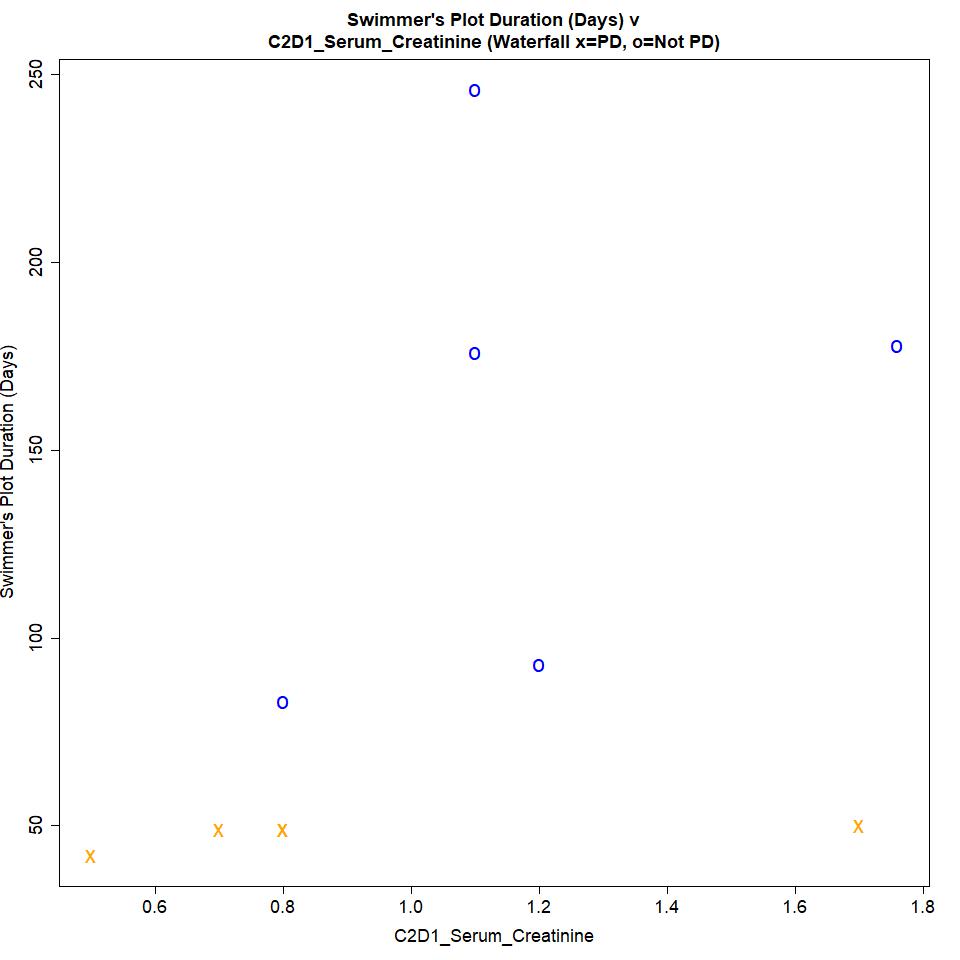 Swimmer's Plot Duration (Days) v
C2D1_Serum_Creatinine (Waterfall x=PD, o=Not PD)
Swimmer's Plot Duration (Days)
250
200
150
100
50
o
o
o
o
o
x
x
x
x
0.6 0.8 1.0 1.2 1.4 1.6 1.8
C2D1_Serum_Creatinine